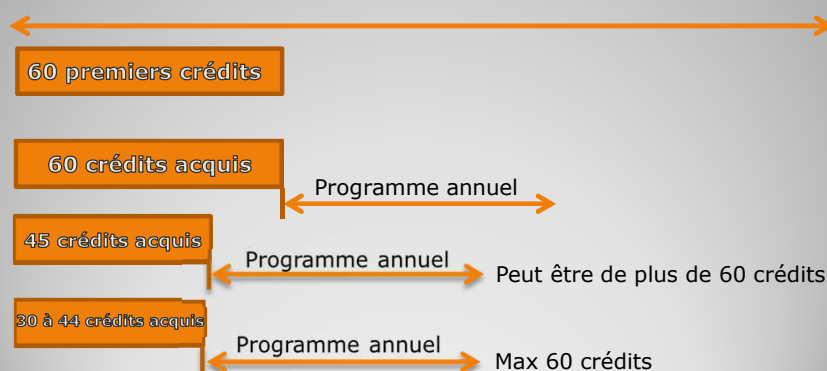 60 premiers crédits
60 crédits acquis
Programme annuel
45 crédits acquis
Programme annuel
Peut être de plus de 60 crédits
30 à 44 crédits acquis
Programme annuel
Max 60 crédits